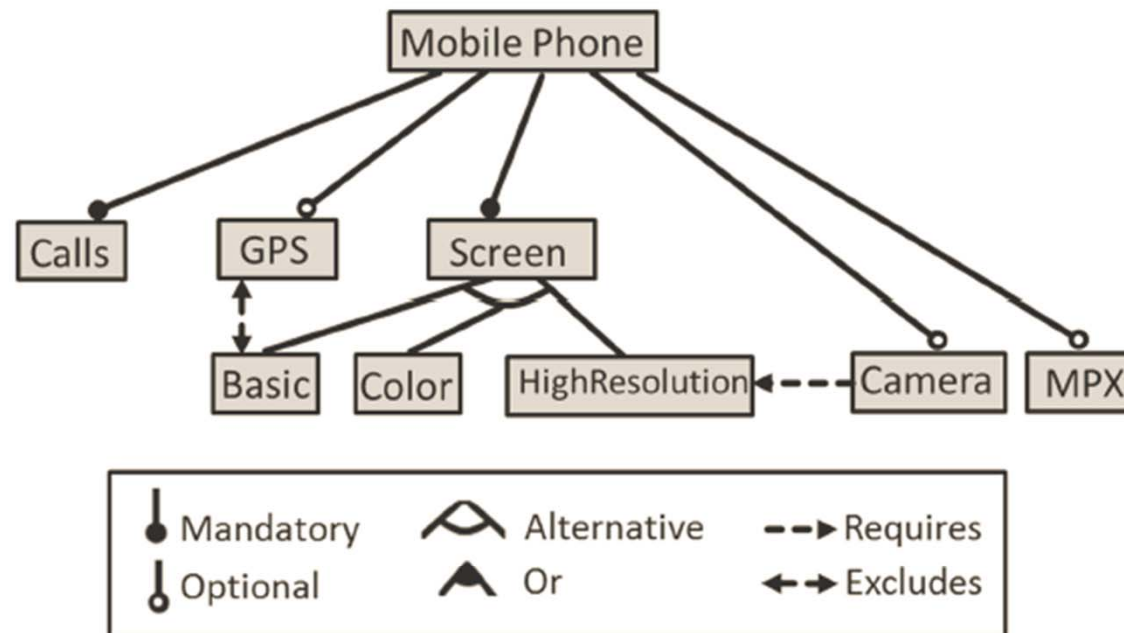 Mobile Phone
Calls
GPS
Screen
Basic
Color
HighResolution
Camera
MPX
Mandatory
Alternative
Requires
Optional
Or
Excludes